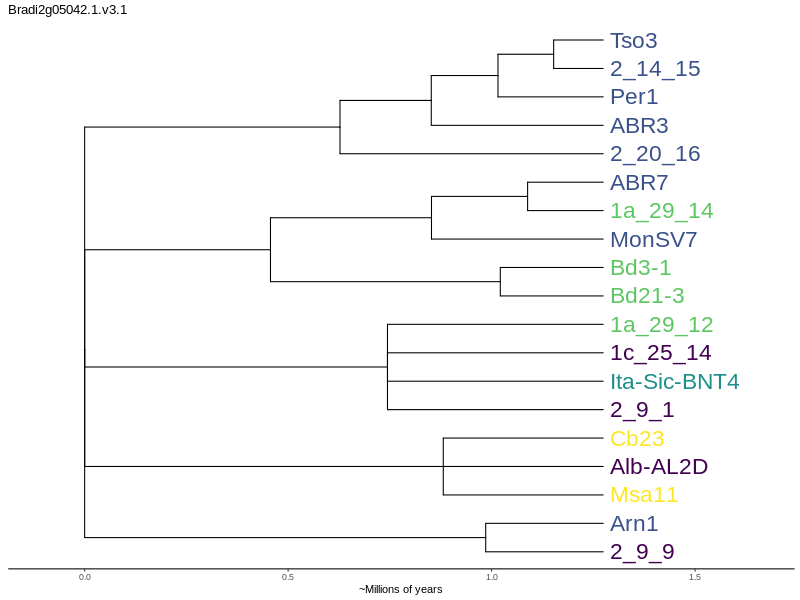 Bradi2g05042.1.v3.1
Tso3
2_14_15
Per1
ABR3
2_20_16
ABR7
1a_29_14
MonSV7
Bd3-1
Bd21-3
1a_29_12
1c_25_14
Ita-Sic-BNT4
2_9_1
Cb23
Alb-AL2D
Msa11
Arn1
2_9_9
0.0 0.5 1.0 1.5
~Millions of years